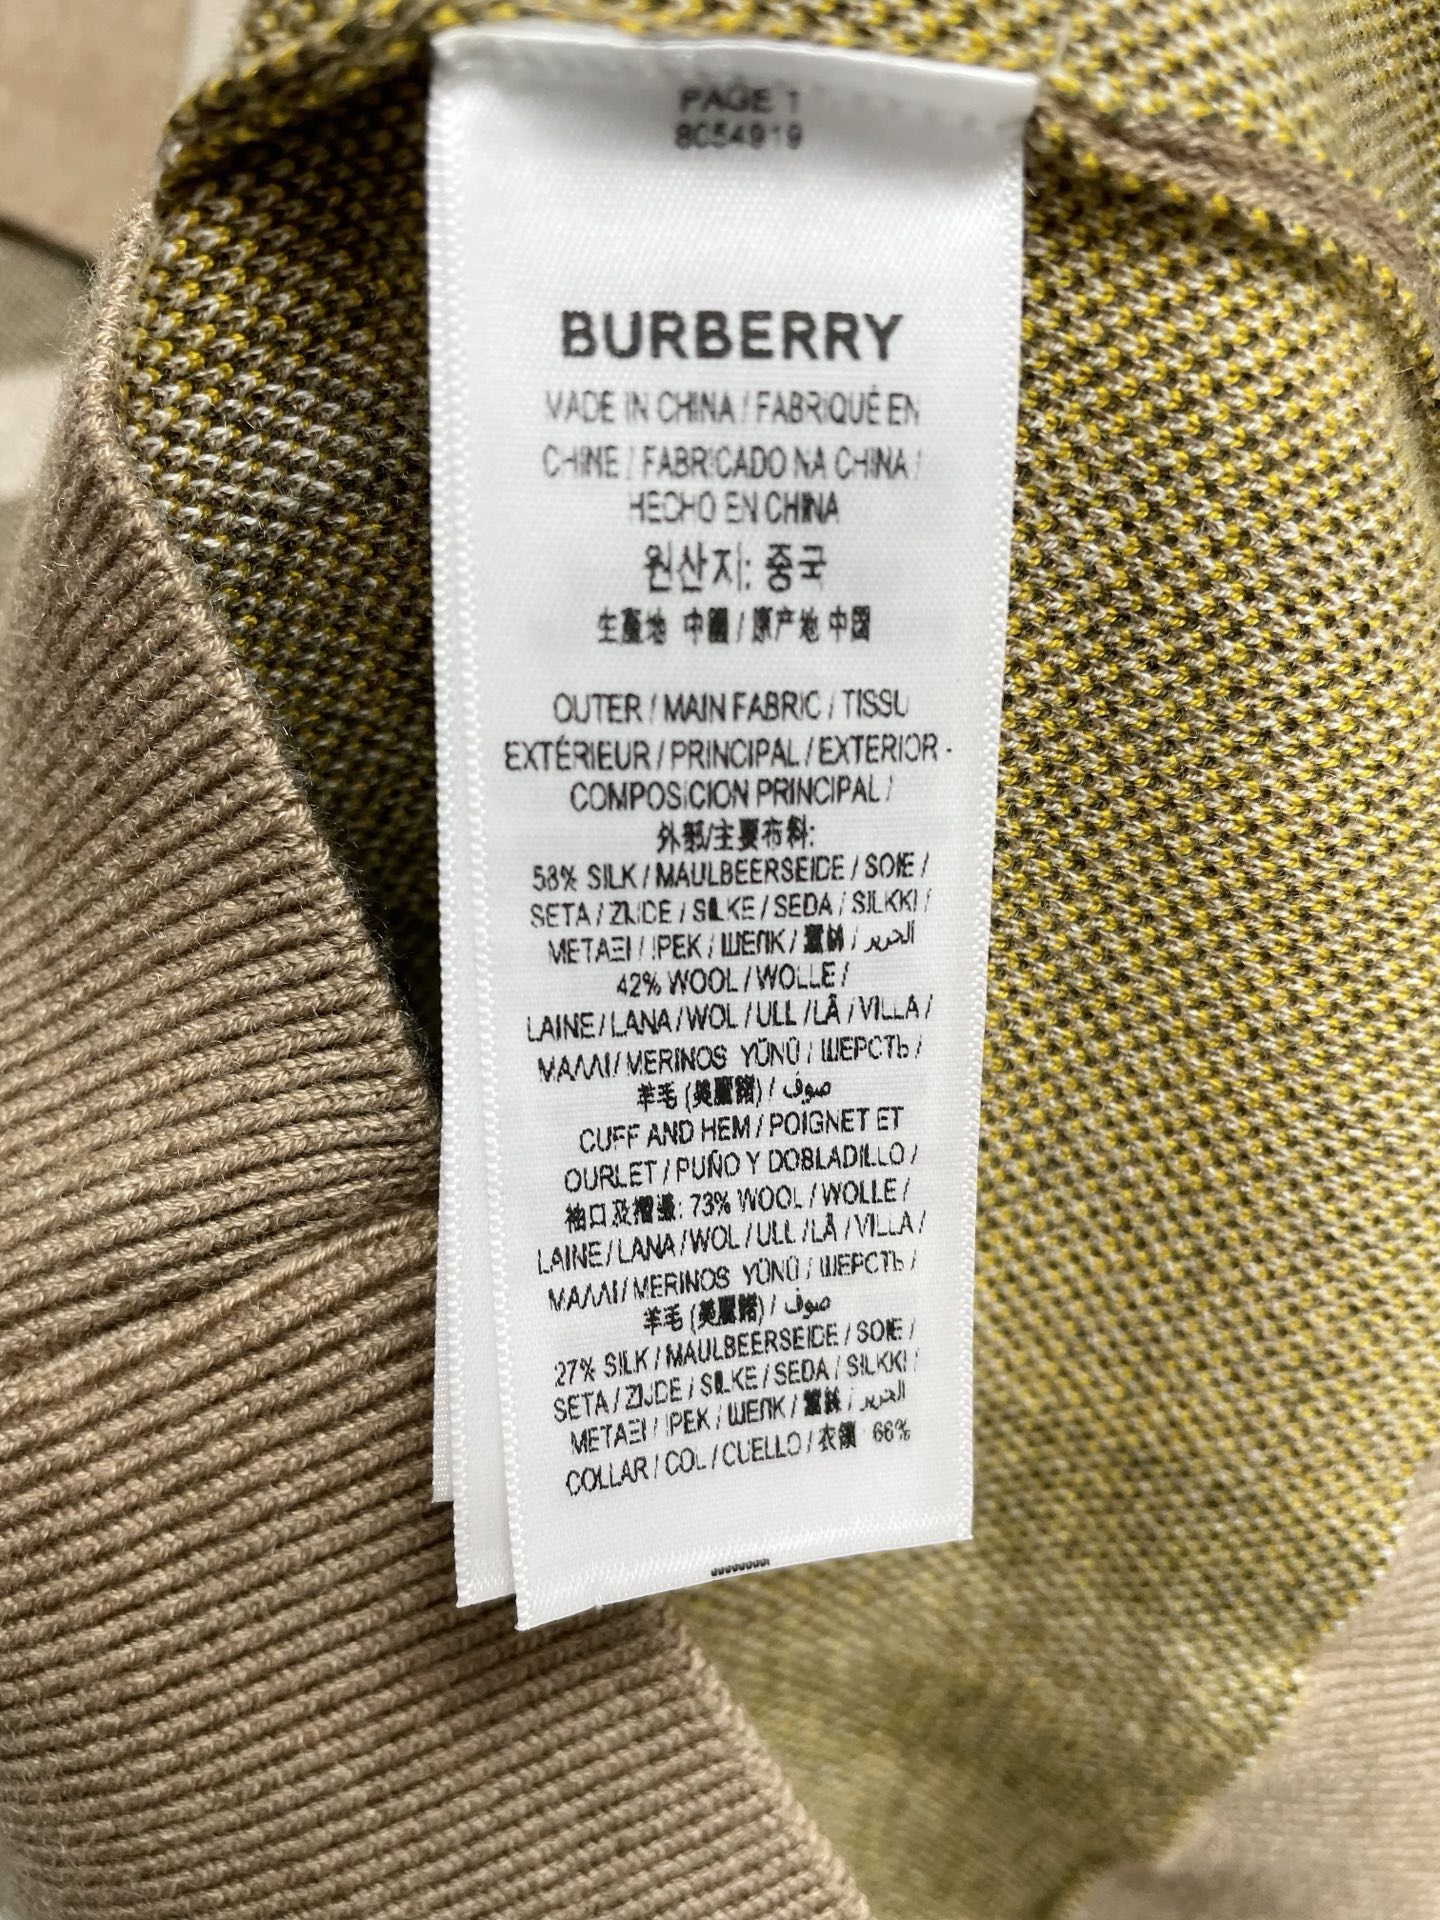 PAGE 1
8054919
BURBERRY
MADE IN CHINA / FABRIQUÉ EN
CHINE / FABRICADO NA CHINA /
HECHO EN CHINA
원산지: 중국
生產地 中國 / 原产地 中国
OUTER / MAIN FABRIC / TISSU
EXTÉRIEUR / PRINCIPAL / EXTERIOR -
COMPOSICION PRINCIPAL /
外部/主要布料:
58% SILK / MAULBEERSEIDE / SOIE /
SETA / ZIJDE / SILKE / SEDA / SILKKI /
ΜΕΤΑΞΙ / İPEK / ШЕЛК / 蠶絲 / الحرير
42% WOOL / WOLLE /
LAINE / LANA / WOL / ULL / LÃ / VILLA /
ΜΑΛΛΙ / MERINOS YÜNÜ / ШЕРСТЬ /
羊毛 (美麗諾) / صوف
CUFF AND HEM / POIGNET ET
OURLET / PUÑO Y DOBLADILLO /
袖口及摺邊: 73% WOOL / WOLLE /
LAINE / LANA / WOL / ULL / LÃ / VILLA /
ΜΑΛΛΙ / MERINOS YÜNÜ / ШЕРСТЬ /
羊毛 (美麗諾) / صوف
27% SILK / MAULBEERSEIDE / SOIE /
SETA / ZIJDE / SILKE / SEDA / SILKKI /
ΜΕΤΑΞΙ / İPEK / ШЕЛК / 蠶絲 / الحرير
COLLAR / COL / CUELLO / 衣領 66%